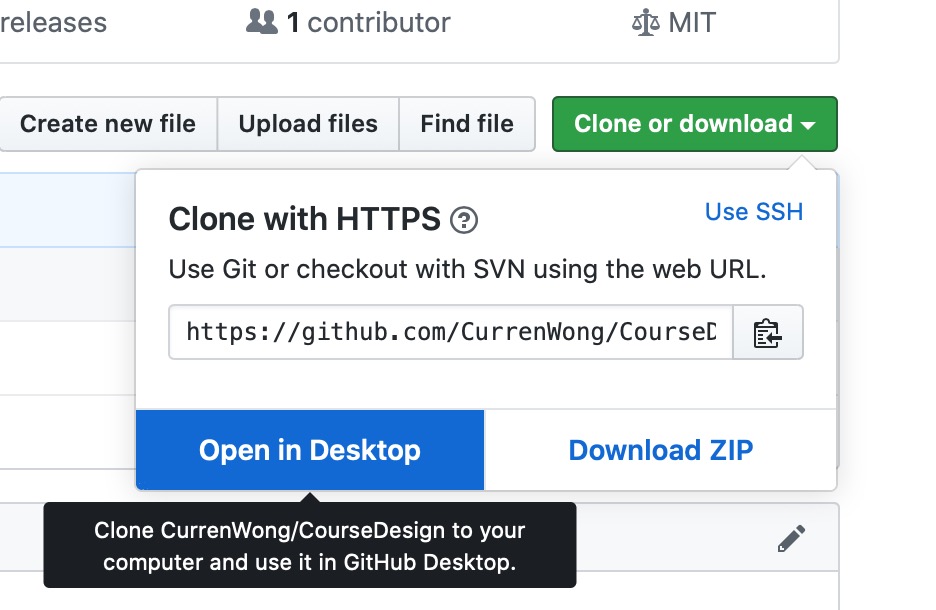 releases
1 contributor
MIT
Create new file
Upload files
Find file
Clone or download
Clone with HTTPS
Use SSH
Use Git or checkout with SVN using the web URL.
https://github.com/CurrenWong/CourseD
Open in Desktop
Download ZIP
Clone CurrenWong/CourseDesign to your
computer and use it in GitHub Desktop.